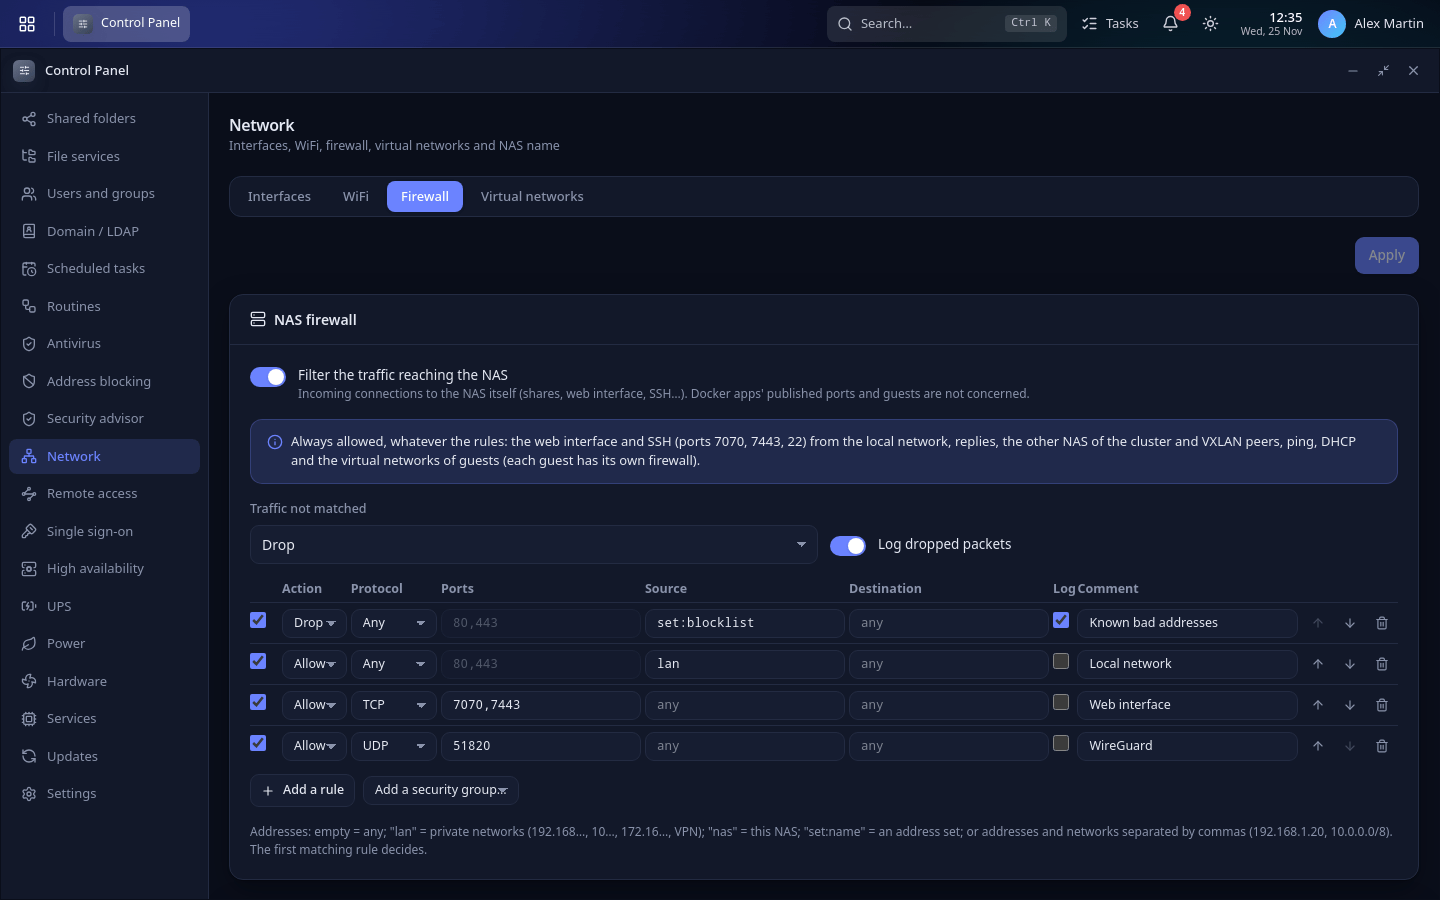 Control Panel
Search...
Ctrl K
Tasks
4
12:35
Wed, 25 Nov
A
Alex Martin
Control Panel
Shared folders
File services
Users and groups
Domain / LDAP
Scheduled tasks
Routines
Antivirus
Address blocking
Security advisor
Network
Remote access
Single sign-on
High availability
UPS
Power
Hardware
Services
Updates
Settings
Network
Interfaces, WiFi, firewall, virtual networks and NAS name
Interfaces WiFi Firewall Virtual networks
Apply
NAS firewall
Filter the traffic reaching the NAS
Incoming connections to the NAS itself (shares, web interface, SSH...). Docker apps' published ports and guests are not concerned.
Always allowed, whatever the rules: the web interface and SSH (ports 7070, 7443, 22) from the local network, replies, the other NAS of the cluster and VXLAN peers, ping, DHCP
and the virtual networks of guests (each guest has its own firewall).
Traffic not matched
Drop
Log dropped packets
Action Protocol Ports Source Destination Log Comment
Drop Any 80,443 set:blocklist any Known bad addresses
Allow Any 80,443 lan any Local network
Allow TCP 7070,7443 any any Web interface
Allow UDP 51820 any any WireGuard
Add a rule
Add a security group...
Addresses: empty = any; "lan" = private networks (192.168..., 10..., 172.16..., VPN); "nas" = this NAS; "set:name" = an address set; or addresses and networks separated by commas (192.168.1.20, 10.0.0.0/8).
The first matching rule decides.